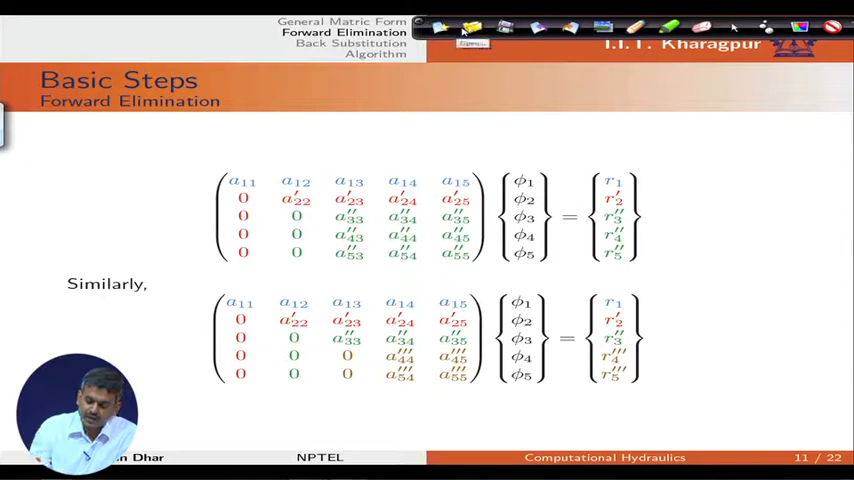 General Matric Form
Forward Elimination
Back Substitution
Algorithm
I.I.T. Kharagpur
Basic Steps
Forward Elimination
a₁₁ a₁₂ a₁₃ a₁₄ a₁₅ ϕ₁ r₁
0 a′₂₂ a′₂₃ a′₂₄ a′₂₅ ϕ₂ r′₂
0 0 a′′₃₃ a′′₃₄ a′′₃₅ ϕ₃ = r′′₃
0 0 a′′₄₃ a′′₄₄ a′′₄₅ ϕ₄ r′′₄
0 0 a′′₅₃ a′′₅₄ a′′₅₅ ϕ₅ r′′₅
Similarly,
a₁₁ a₁₂ a₁₃ a₁₄ a₁₅ ϕ₁ r₁
0 a′₂₂ a′₂₃ a′₂₄ a′₂₅ ϕ₂ r′₂
0 0 a′′₃₃ a′′₃₄ a′′₃₅ ϕ₃ = r′′₃
0 0 0 a′′′₄₄ a′′′₄₅ ϕ₄ r′′′₄
0 0 0 a′′′₅₄ a′′′₅₅ ϕ₅ r′′′₅
Dhar NPTEL Computational Hydraulics 11 / 22